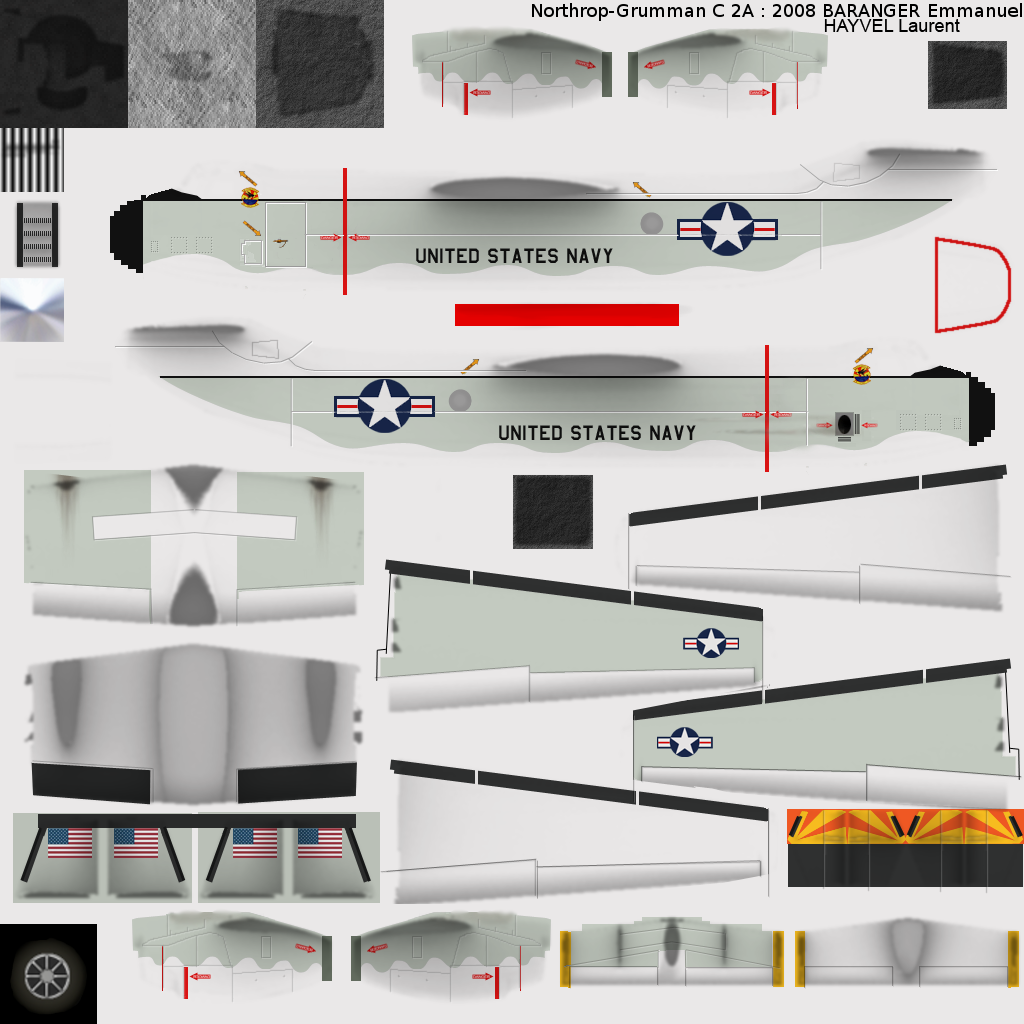 Northrop-Grumman C 2A : 2008 BARANGER Emmanuel
HAYVEL Laurent
UNITED STATES NAVY
UNITED STATES NAVY